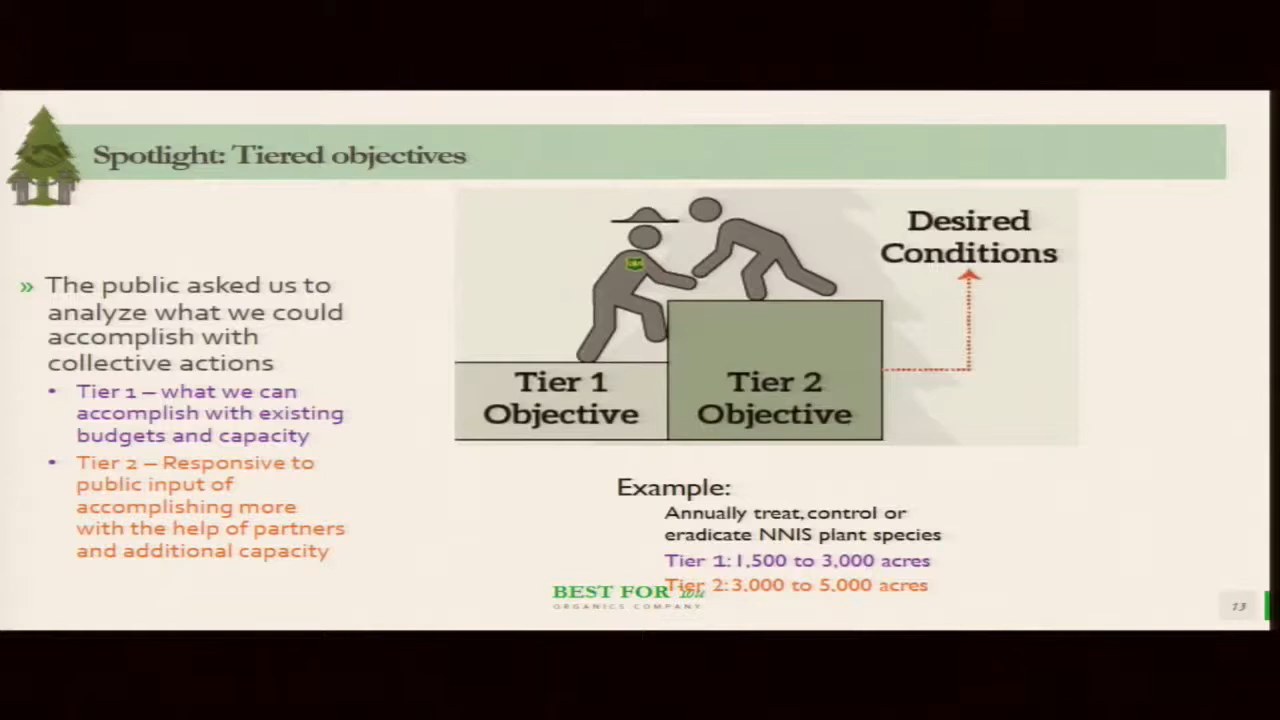 Spotlight: Tiered objectives
» The public asked us to
analyze what we could
accomplish with
collective actions
• Tier 1 – what we can
accomplish with existing
budgets and capacity
• Tier 2 – Responsive to
public input of
accomplishing more
with the help of partners
and additional capacity
Desired
Conditions
Tier 1
Objective
Tier 2
Objective
Example:
Annually treat, control or
eradicate NNIS plant species
Tier 1: 1,500 to 3,000 acres
Tier 2: 3,000 to 5,000 acres
BEST FOR you
ORGANICS COMPANY
13